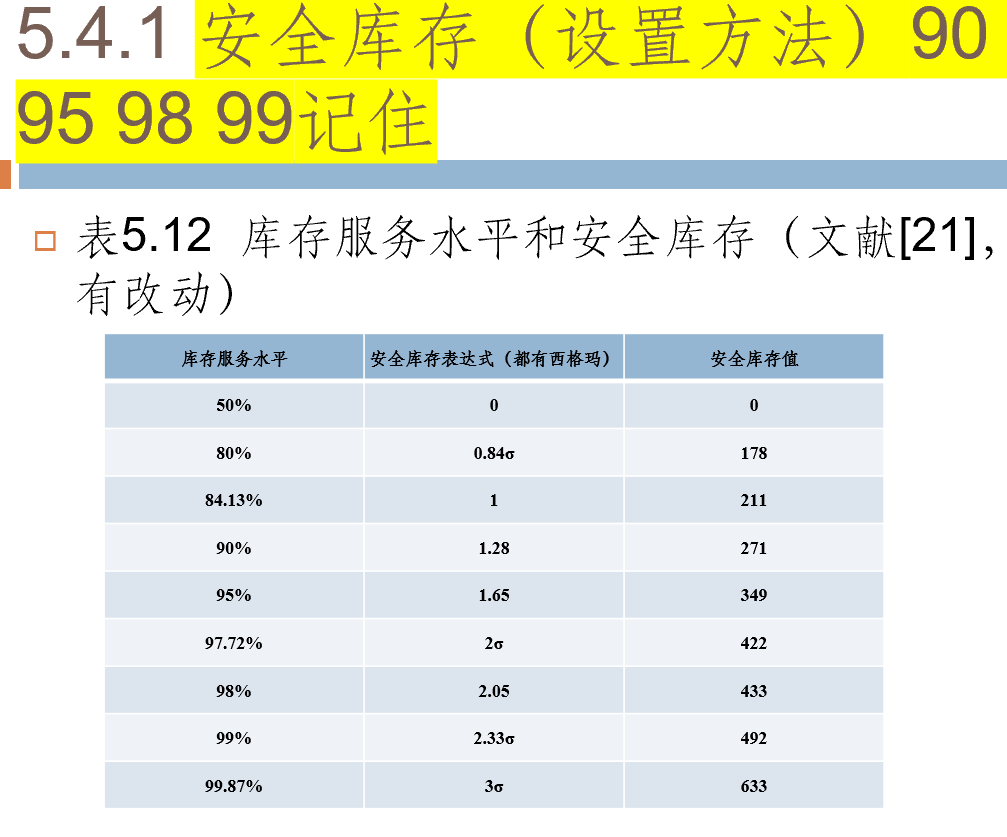 5.4.1 安全库存（设置方法）90
95 98 99记住
表5.12 库存服务水平和安全库存（文献[21]，
有改动）
库存服务水平 安全库存表达式（都有西格玛） 安全库存值
50% 0 0
80% 0.84σ 178
84.13% 1 211
90% 1.28 271
95% 1.65 349
97.72% 2σ 422
98% 2.05 433
99% 2.33σ 492
99.87% 3σ 633